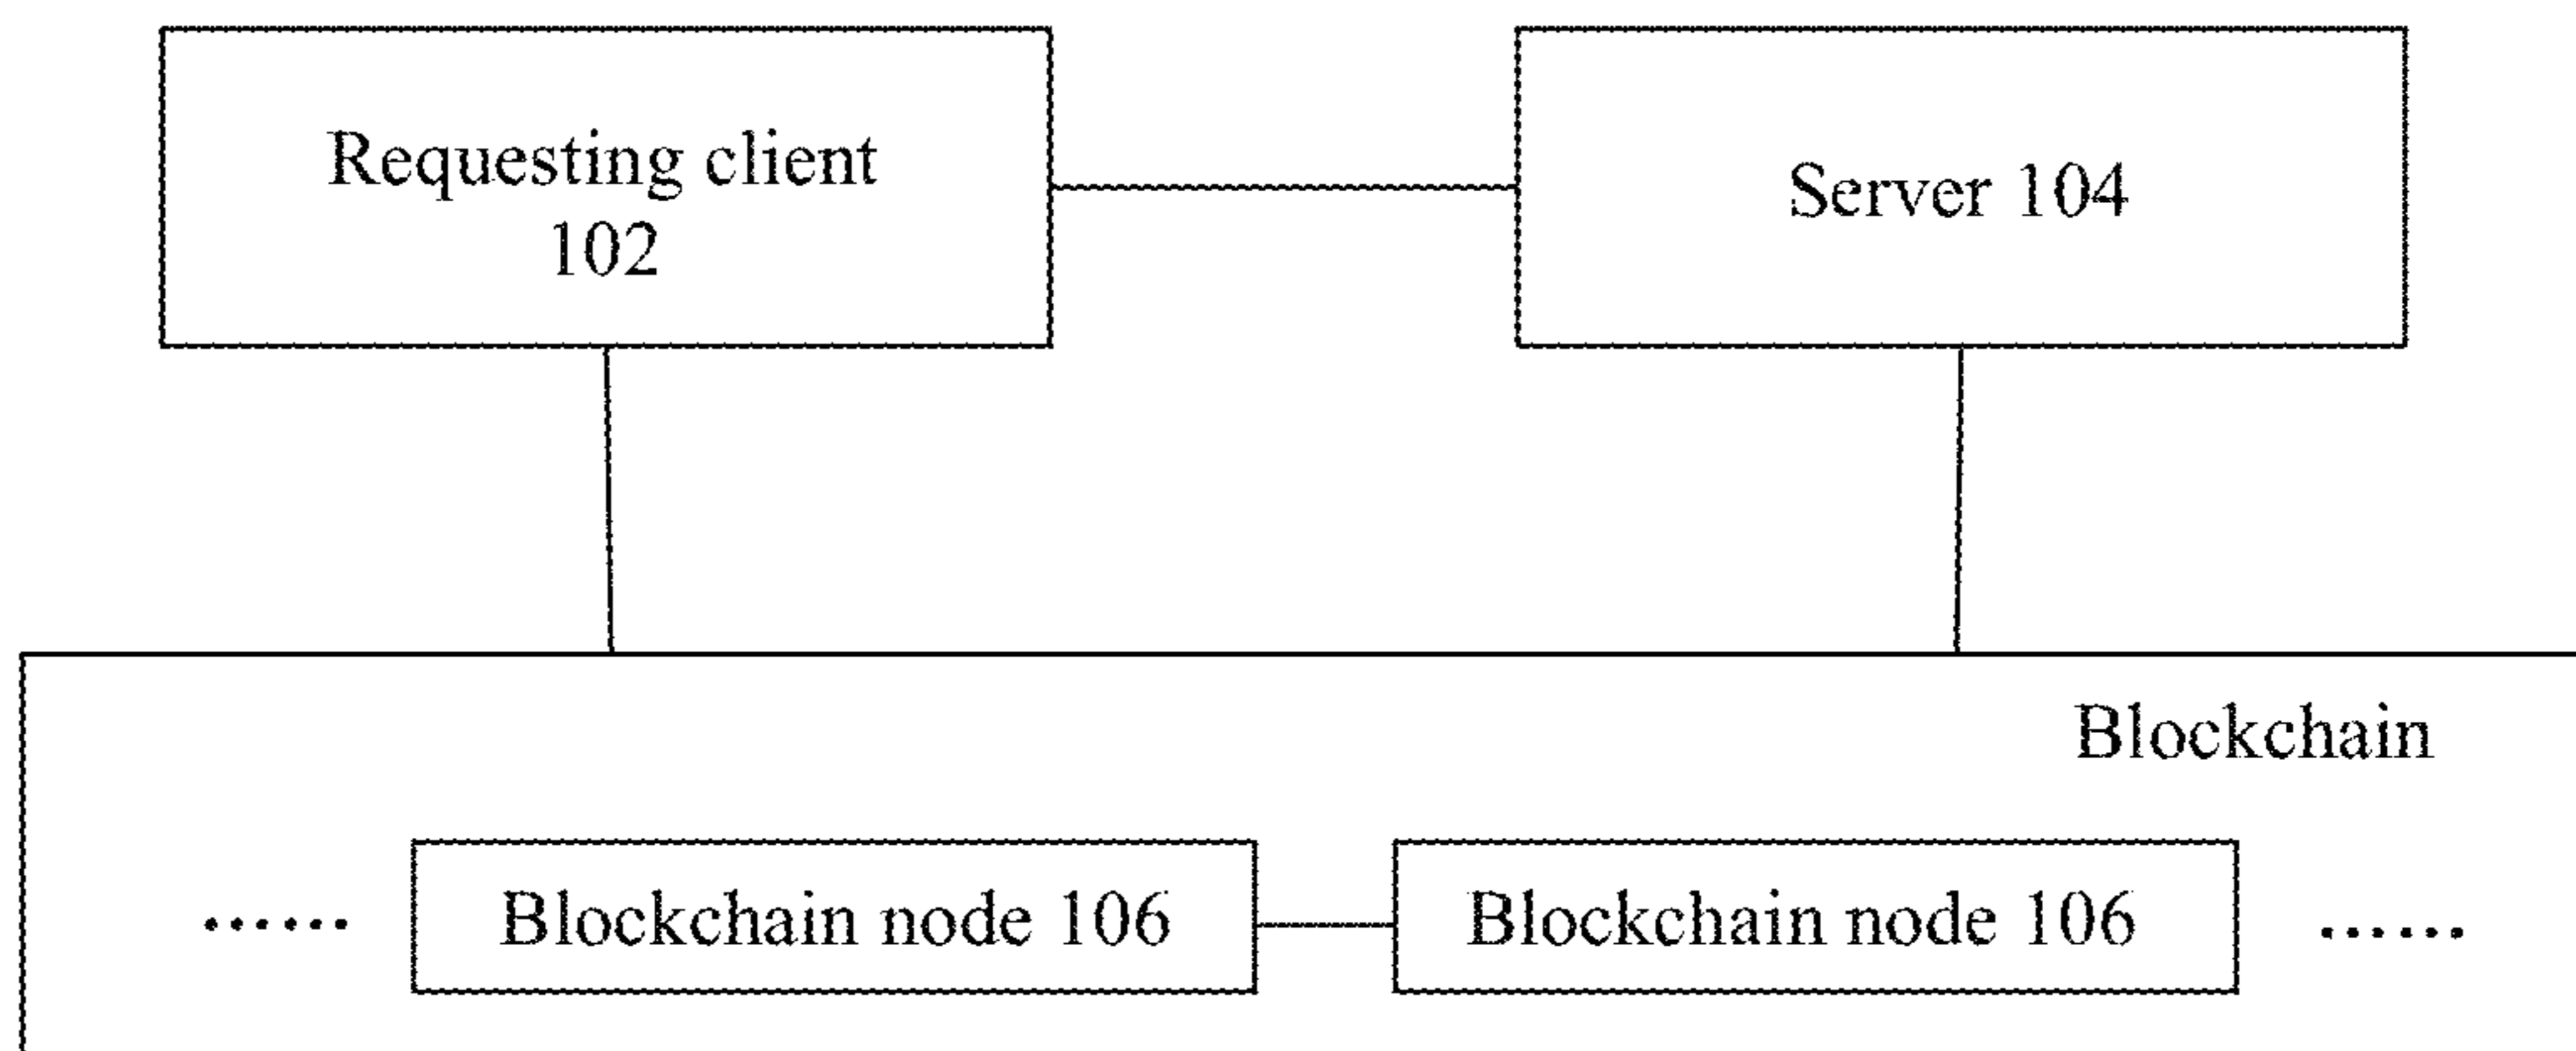 Requesting client
102
Server 104
Blockchain
...... Blockchain node 106 Blockchain node 106 ......